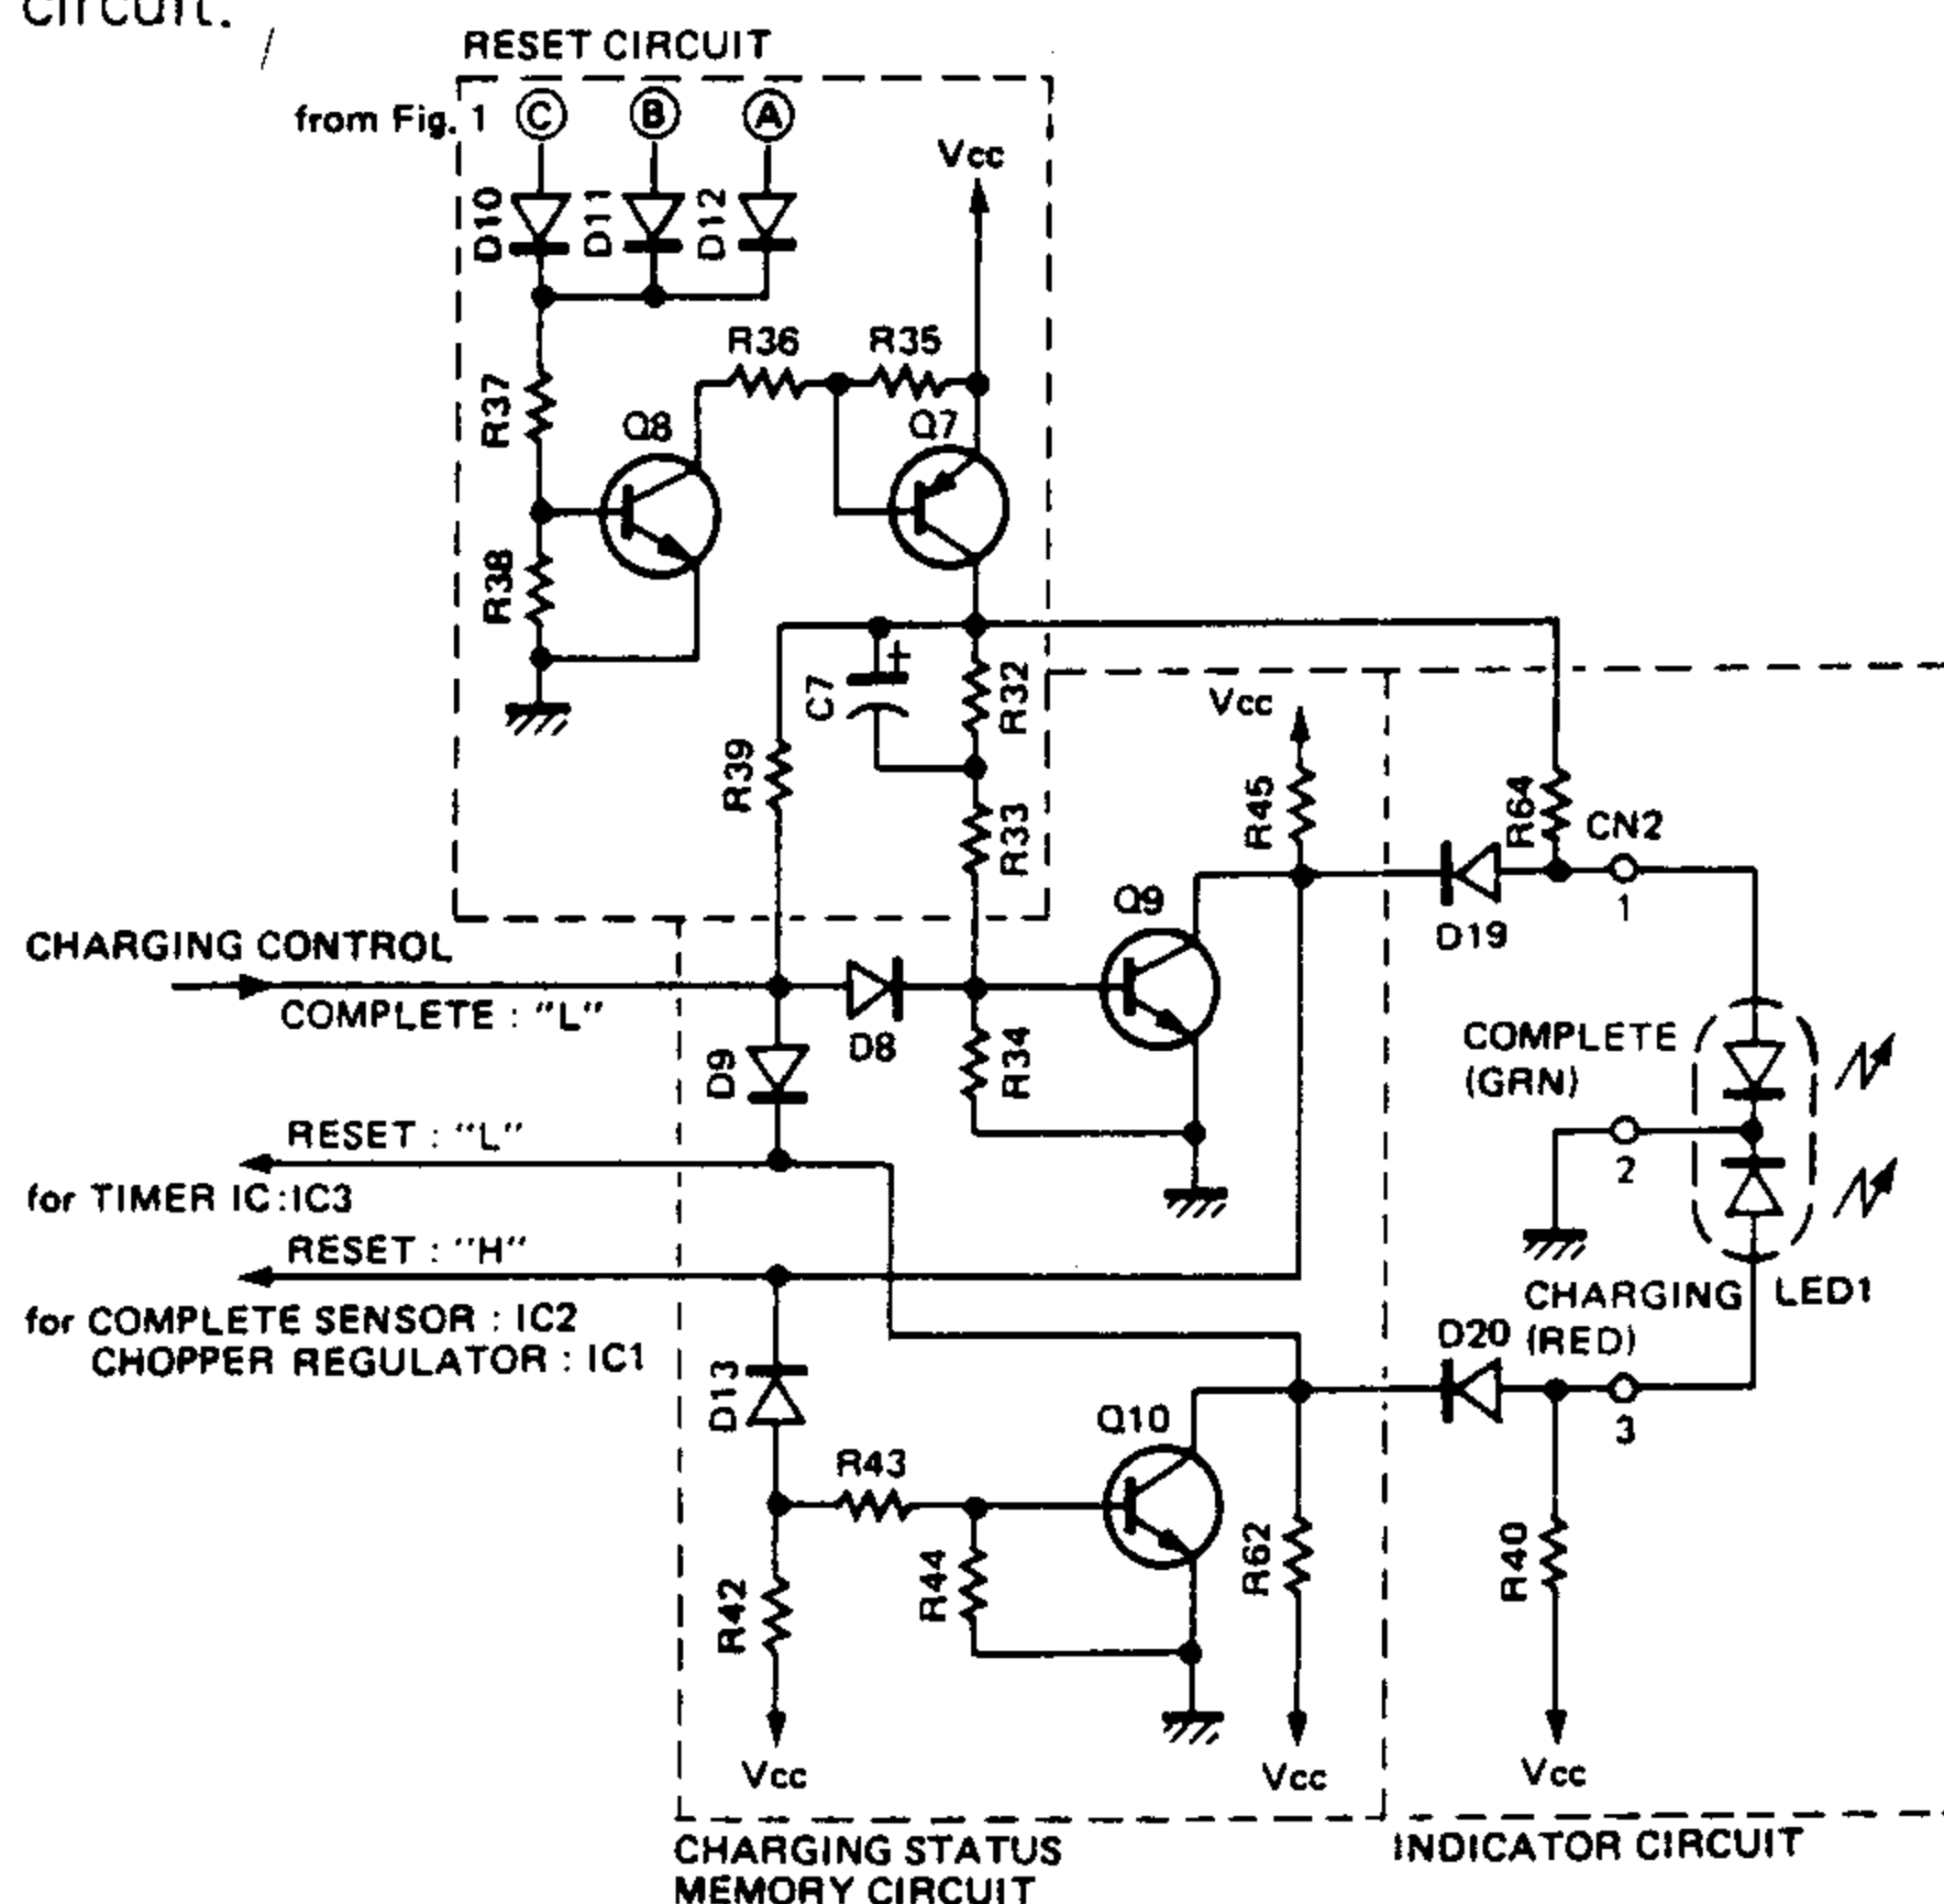 circuit.
RESET CIRCUIT
from Fig. 1
C
B
A
Vcc
D10
D11
D12
R36
R35
R37
Q8
Q7
R38
C7
+
R32
Vcc
R39
R33
R45
R64
CN2
1
Q9
D19
CHARGING CONTROL
COMPLETE : "L"
D8
D9
R34
COMPLETE
(GRN)
RESET : "L"
2
for TIMER IC:IC3
RESET : "H"
CHARGING
(RED)
LED1
for COMPLETE SENSOR : IC2
CHOPPER REGULATOR : IC1
D20
D13
Q10
3
R43
R42
R44
R62
R40
Vcc
Vcc
Vcc
CHARGING STATUS
MEMORY CIRCUIT
INDICATOR CIRCUIT